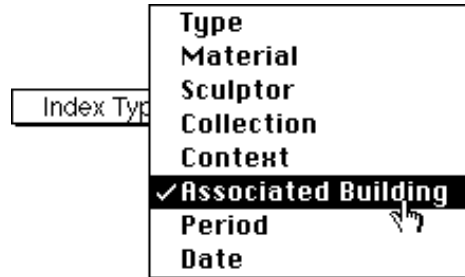 Type
Material
Sculptor
Index Typ
Collection
Context
✓Associated Building
Period
Date